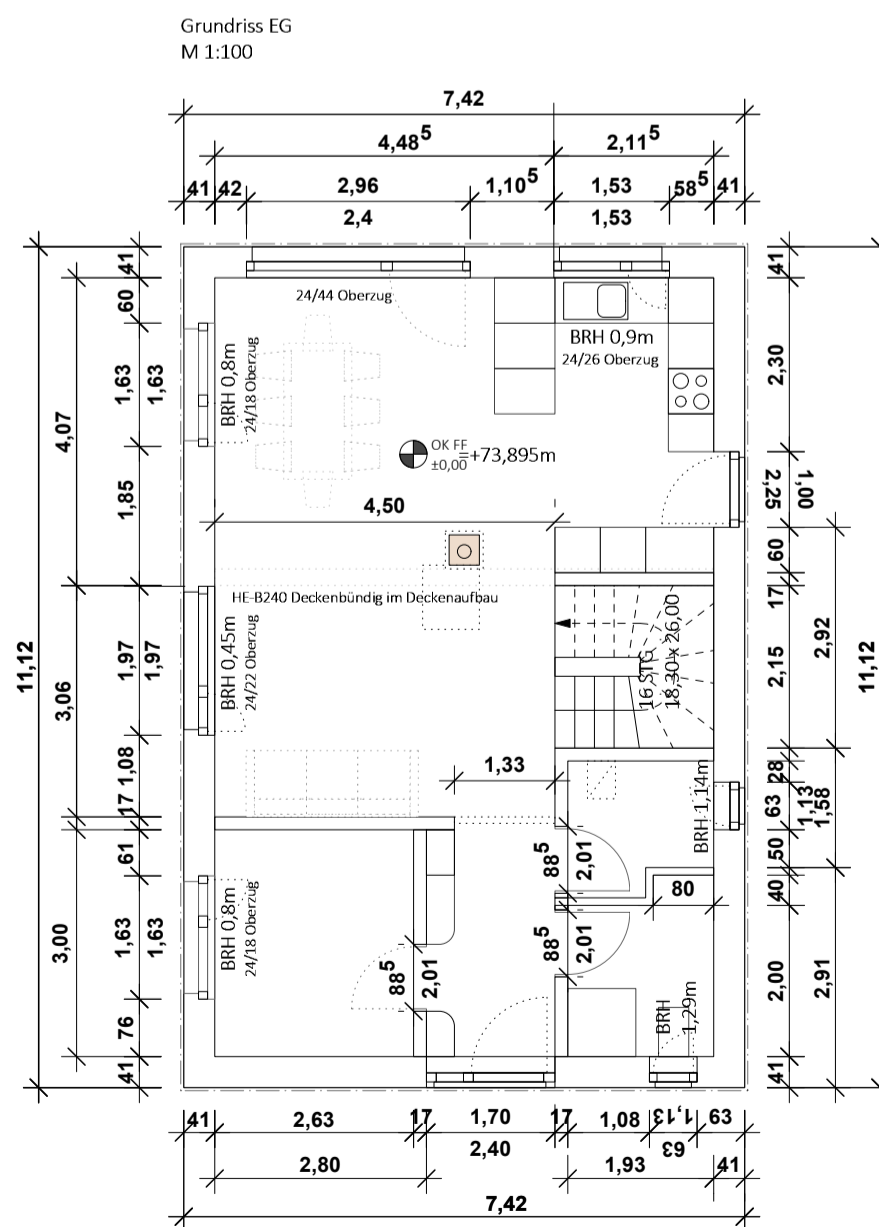 Grundriss EG
M 1:100
7,42
4,48⁵ 2,11⁵
41 42 2,96 1,10⁵ 1,53 58⁵ 41
2,4 1,53
24/44 Oberzug
BRH 0,9m
24/26 Oberzug
BRH 0,8m
24/18 Oberzug
OK FF
±0,00
=+73,895m
4,50
HE-B240 Deckenbündig im Deckenaufbau
BRH 0,45m
24/22 Oberzug
16 STG
18,30 x 26,00
1,33
BRH 1,14m
88⁵
2,01
80
88⁵
2,01
BRH 0,8m
24/18 Oberzug
88⁵
2,01
BRH
1,29m
11,12
4,07
3,06
3,00
41
60
1,63
1,63
1,85
1,97
1,97
1,08
17
61
1,63
1,63
76
41
41
2,30
1,00
2,25
60
17
2,15
2,92
28
63
1,13
1,58
50
40
2,00
2,91
41
11,12
41 2,63 17 1,70 17 1,08 1,13 63
2,40 63
2,80 1,93 41
7,42